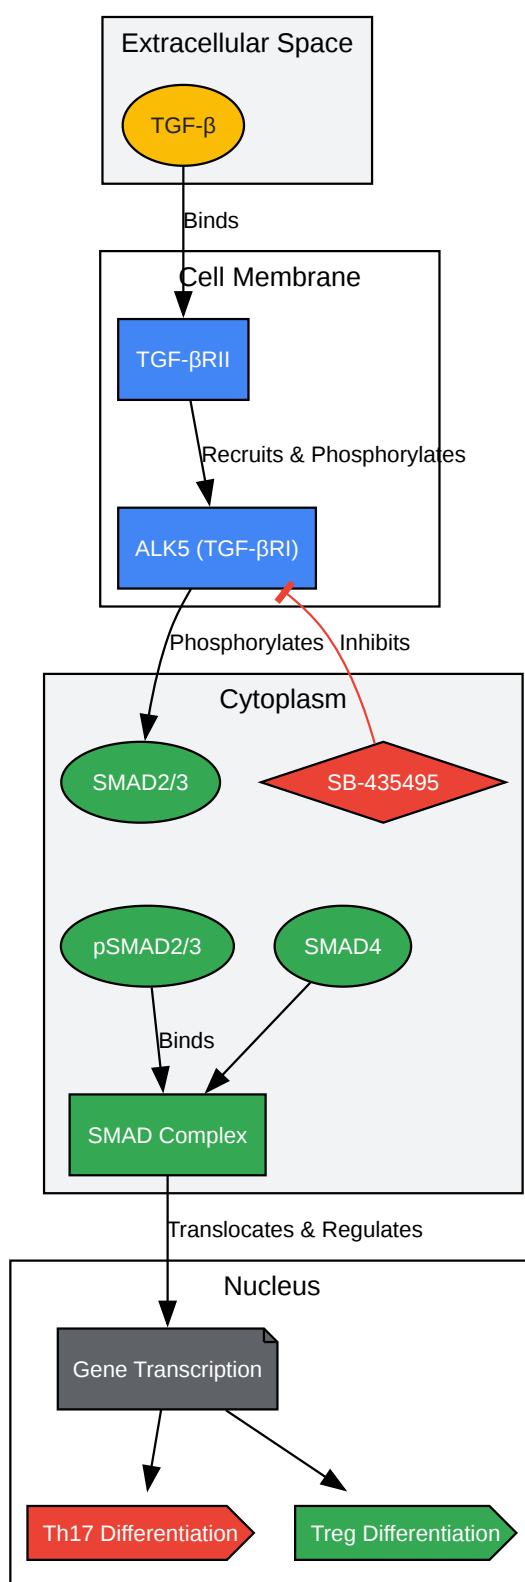 Extracellular Space
TGF-β
Binds
Cell Membrane
TGF-βRII
Recruits & Phosphorylates
ALK5 (TGF-βRI)
Phosphorylates
Inhibits
Cytoplasm
SMAD2/3
SB-435495
pSMAD2/3
SMAD4
Binds
SMAD Complex
Translocates & Regulates
Nucleus
Gene Transcription
Th17 Differentiation
Treg Differentiation